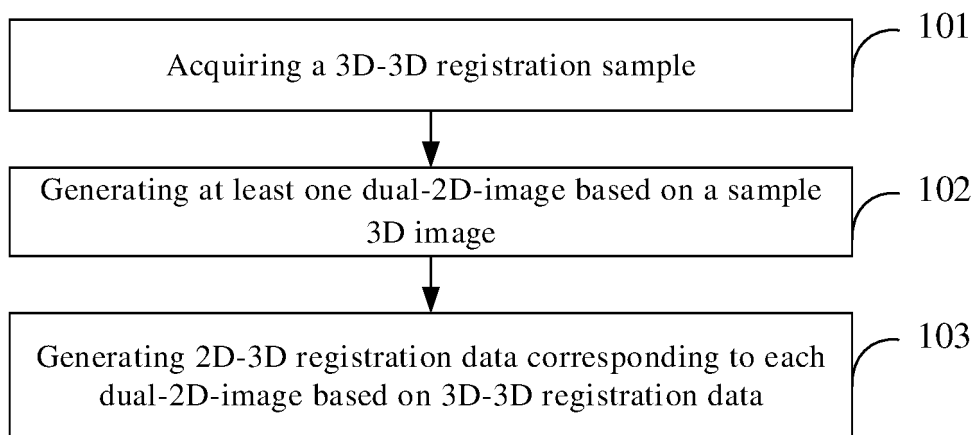 101
Acquiring a 3D-3D registration sample
Generating at least one dual-2D-image based on a sample
3D image
102
Generating 2D-3D registration data corresponding to each
dual-2D-image based on 3D-3D registration data
103